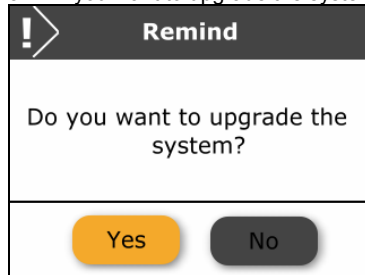 !
Remind
Do you want to upgrade the
system?
Yes
No